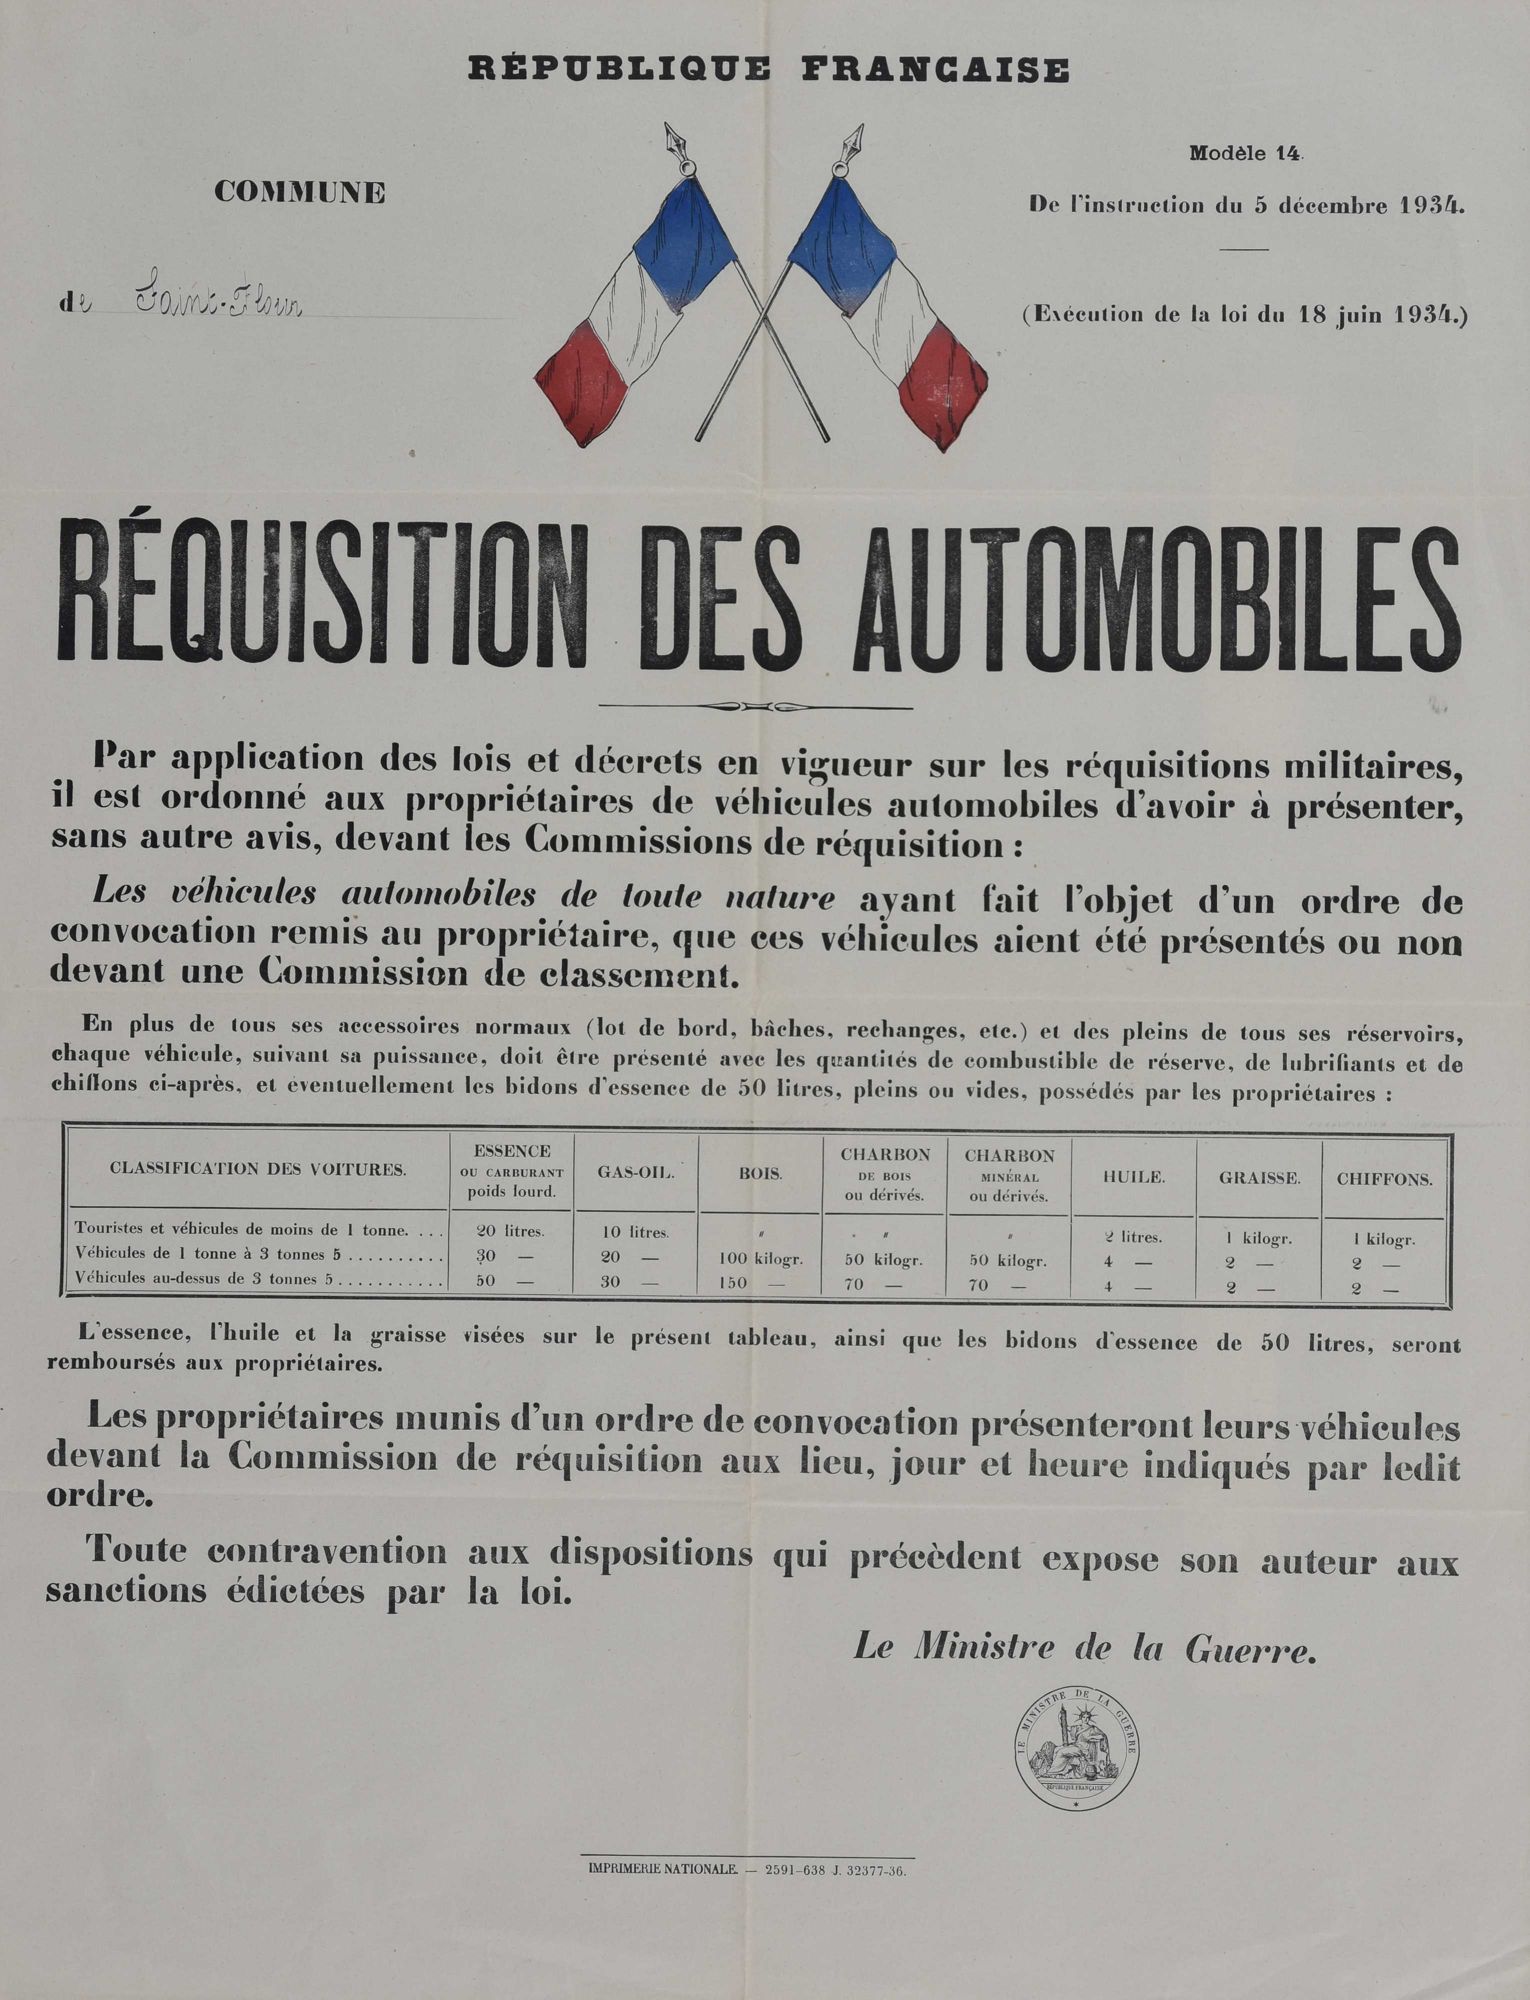 RÉPUBLIQUE FRANCAISE
COMMUNE
de Saint-Flour
Modèle 14.
De l'instruction du 5 décembre 1934.
(Exécution de la loi du 18 juin 1934.)
RÉQUISITION DES AUTOMOBILES
Par application des lois et décrets en vigueur sur les réquisitions militaires,
il est ordonné aux propriétaires de véhicules automobiles d'avoir à présenter,
sans autre avis, devant les Commissions de réquisition :
Les véhicules automobiles de toute nature ayant fait l'objet d'un ordre de
convocation remis au propriétaire, que ces véhicules aient été présentés ou non
devant une Commission de classement.
En plus de tous ses accessoires normaux (lot de bord, bâches, rechanges, etc.) et des pleins de tous ses réservoirs,
chaque véhicule, suivant sa puissance, doit être présenté avec les quantités de combustible de réserve, de lubrifiants et de
chiffons ci-après, et éventuellement les bidons d'essence de 50 litres, pleins ou vides, possédés par les propriétaires :
CLASSIFICATION DES VOITURES. ESSENCE OU CARBURANT poids lourd. GAS-OIL. BOIS. CHARBON DE BOIS ou dérivés. CHARBON MINÉRAL ou dérivés. HUILE. GRAISSE. CHIFFONS.
Touristes et véhicules de moins de 1 tonne. . . . 20 litres. 10 litres. " " " 2 litres. 1 kilogr. 1 kilogr.
Véhicules de 1 tonne à 3 tonnes 5 . . . . . . . . . . 30 — 20 — 100 kilogr. 50 kilogr. 50 kilogr. 4 — 2 — 2 —
Véhicules au-dessus de 3 tonnes 5 . . . . . . . . . . . 50 — 30 — 150 — 70 — 70 — 4 — 2 — 2 —
L'essence, l'huile et la graisse visées sur le présent tableau, ainsi que les bidons d'essence de 50 litres, seront
remboursés aux propriétaires.
Les propriétaires munis d'un ordre de convocation présenteront leurs véhicules
devant la Commission de réquisition aux lieu, jour et heure indiqués par ledit
ordre.
Toute contravention aux dispositions qui précèdent expose son auteur aux
sanctions édictées par la loi.
Le Ministre de la Guerre.
LE MINISTRE DE LA GUERRE
RÉPUBLIQUE FRANÇAISE
IMPRIMERIE NATIONALE. — 2591-638 J. 32377-36.